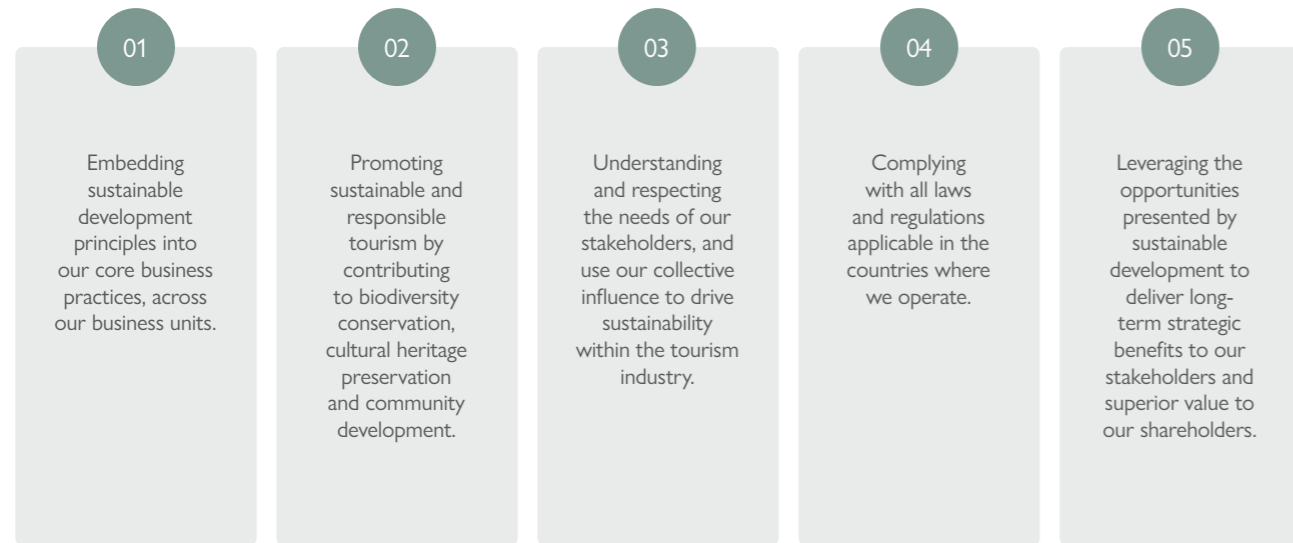 01
Embedding
sustainable
development
principles into
our core business
practices, across
our business units.
02
Promoting
sustainable and
responsible
tourism by
contributing
to biodiversity
conservation,
cultural heritage
preservation
and community
development.
03
Understanding
and respecting
the needs of our
stakeholders, and
use our collective
influence to drive
sustainability
within the tourism
industry.
04
Complying
with all laws
and regulations
applicable in the
countries where
we operate.
05
Leveraging the
opportunities
presented by
sustainable
development to
deliver long-
term strategic
benefits to our
stakeholders and
superior value to
our shareholders.